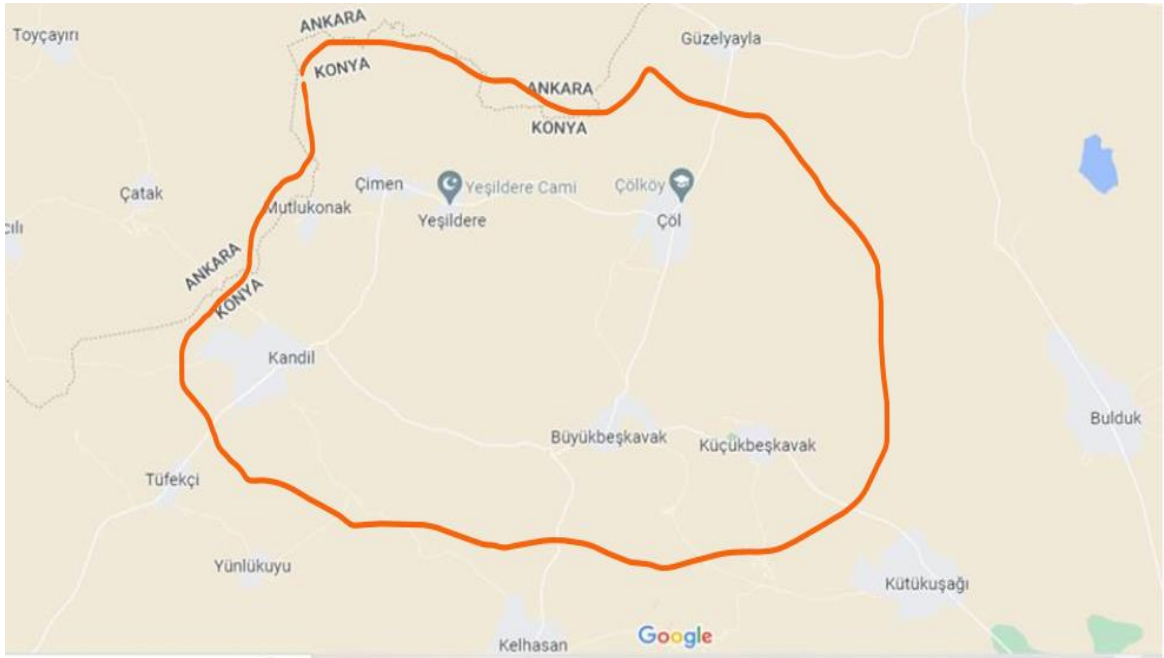 Toyçayırı
ANKARA
KONYA
Güzelyayla
ANKARA
KONYA
Çatak
Çimen
Yeşildere Cami
Çölköy
Mutlukonak
Yeşildere
Çöl
cılı
ANKARA
KONYA
Kandil
Bulduk
Büyükbeşkavak
Küçükbeşkavak
Tüfekçi
Yünlükuyu
Kütükuşağı
Kelhasan
Google